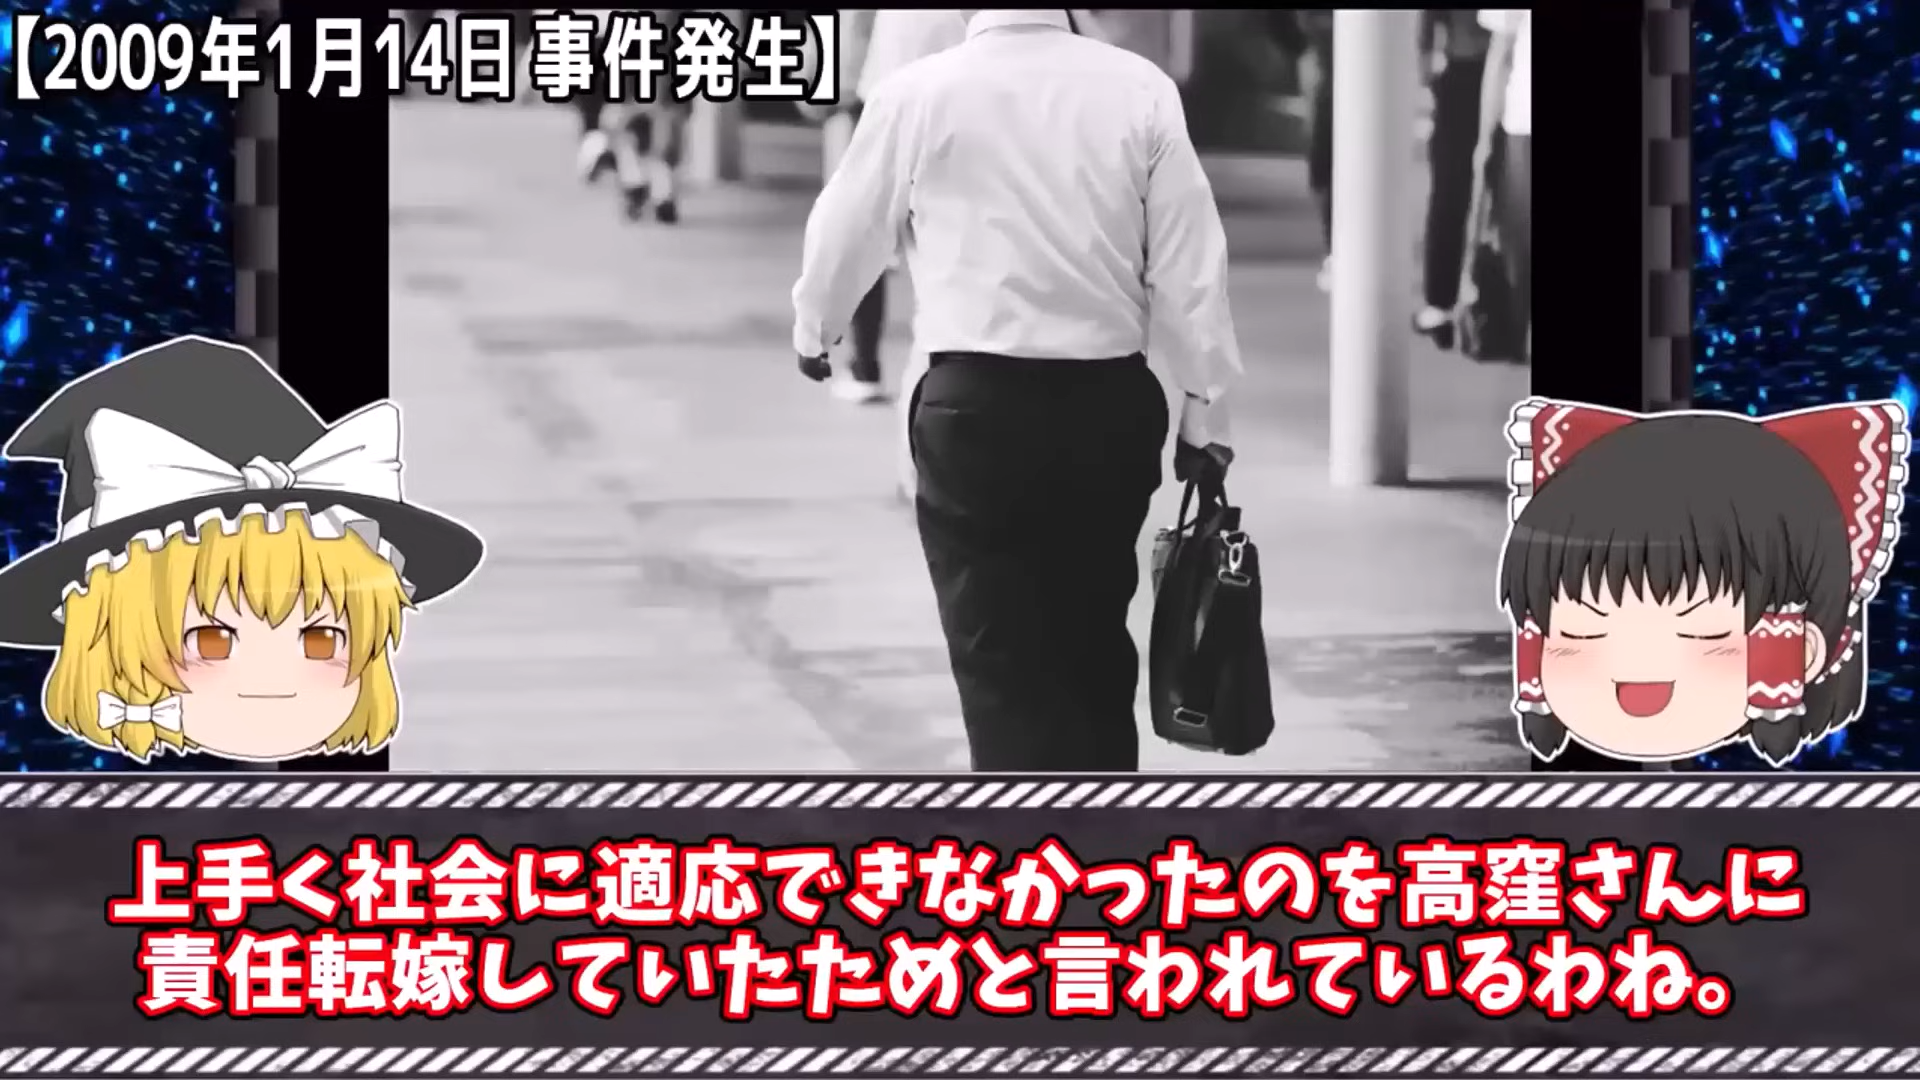 【2009年1月14日 事件発生】
上手く社会に適応できなかったのを高窪さんに
責任転嫁していたためと言われているわね。